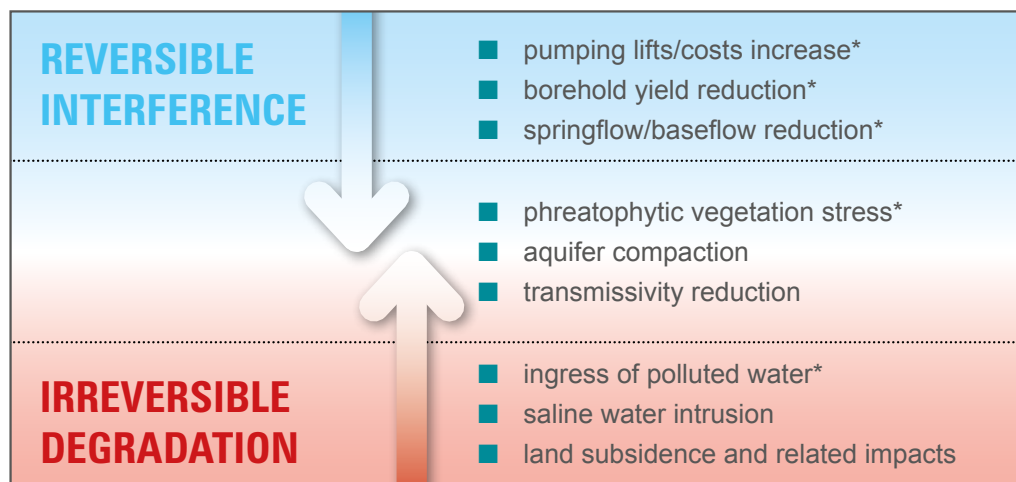 REVERSIBLE
INTERFERENCE
■ pumping lifts/costs increase*
■ borehold yield reduction*
■ springflow/baseflow reduction*
■ phreatophytic vegetation stress*
■ aquifer compaction
■ transmissivity reduction
IRREVERSIBLE
DEGRADATION
■ ingress of polluted water*
■ saline water intrusion
■ land subsidence and related impacts